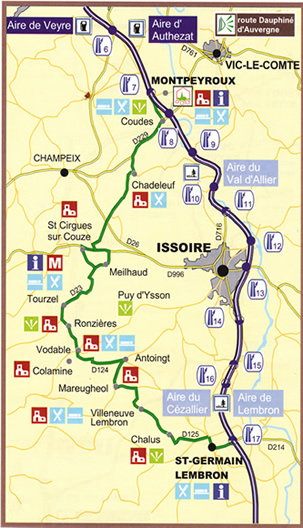 Aire de Veyre
Aire d'
Authezat
route Dauphiné
d'Auvergne
6
D761
VIC-LE-COMTE
7
MONTPEYROUX
i
Coudes
8
D229
9
CHAMPEIX
Chadeleuf
Aire du
Val d'Allier
10
11
St Cirgues
sur Couze
D26
ISSOIRE
D716
12
i M
Meilhaud
D996
13
D23
Tourzel
Puy d'Ysson
14
Ronzières
Vodable
Antoingt
15
Colamine
D124
16
Mareugheol
Aire du
Cézallier
Aire de
Lembron
Villeneuve
Lembron
Chalus
D125
17
D214
ST-GERMAIN
LEMBRON
i